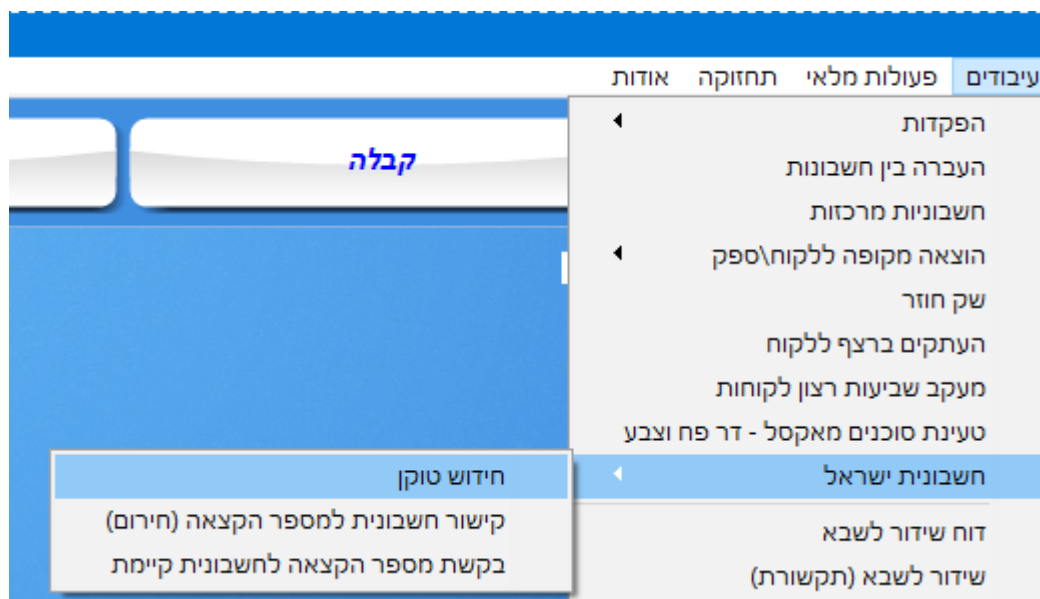 עיבודים פעולות מלאי תחזוקה אודות
קבלה
הפקדות
העברה בין חשבונות
חשבוניות מרכזות
הוצאה מקופה ללקוח\ספק
שק חוזר
העתקים ברצף ללקוח
מעקב שביעות רצון לקוחות
טעינת סוכנים מאקסל - דר פח וצבע
חשבונית ישראל
חידוש טוקן
קישור חשבונית למספר הקצאה (חירום)
בקשת מספר הקצאה לחשבונית קיימת
דוח שידור לשבא
שידור לשבא (תקשורת)